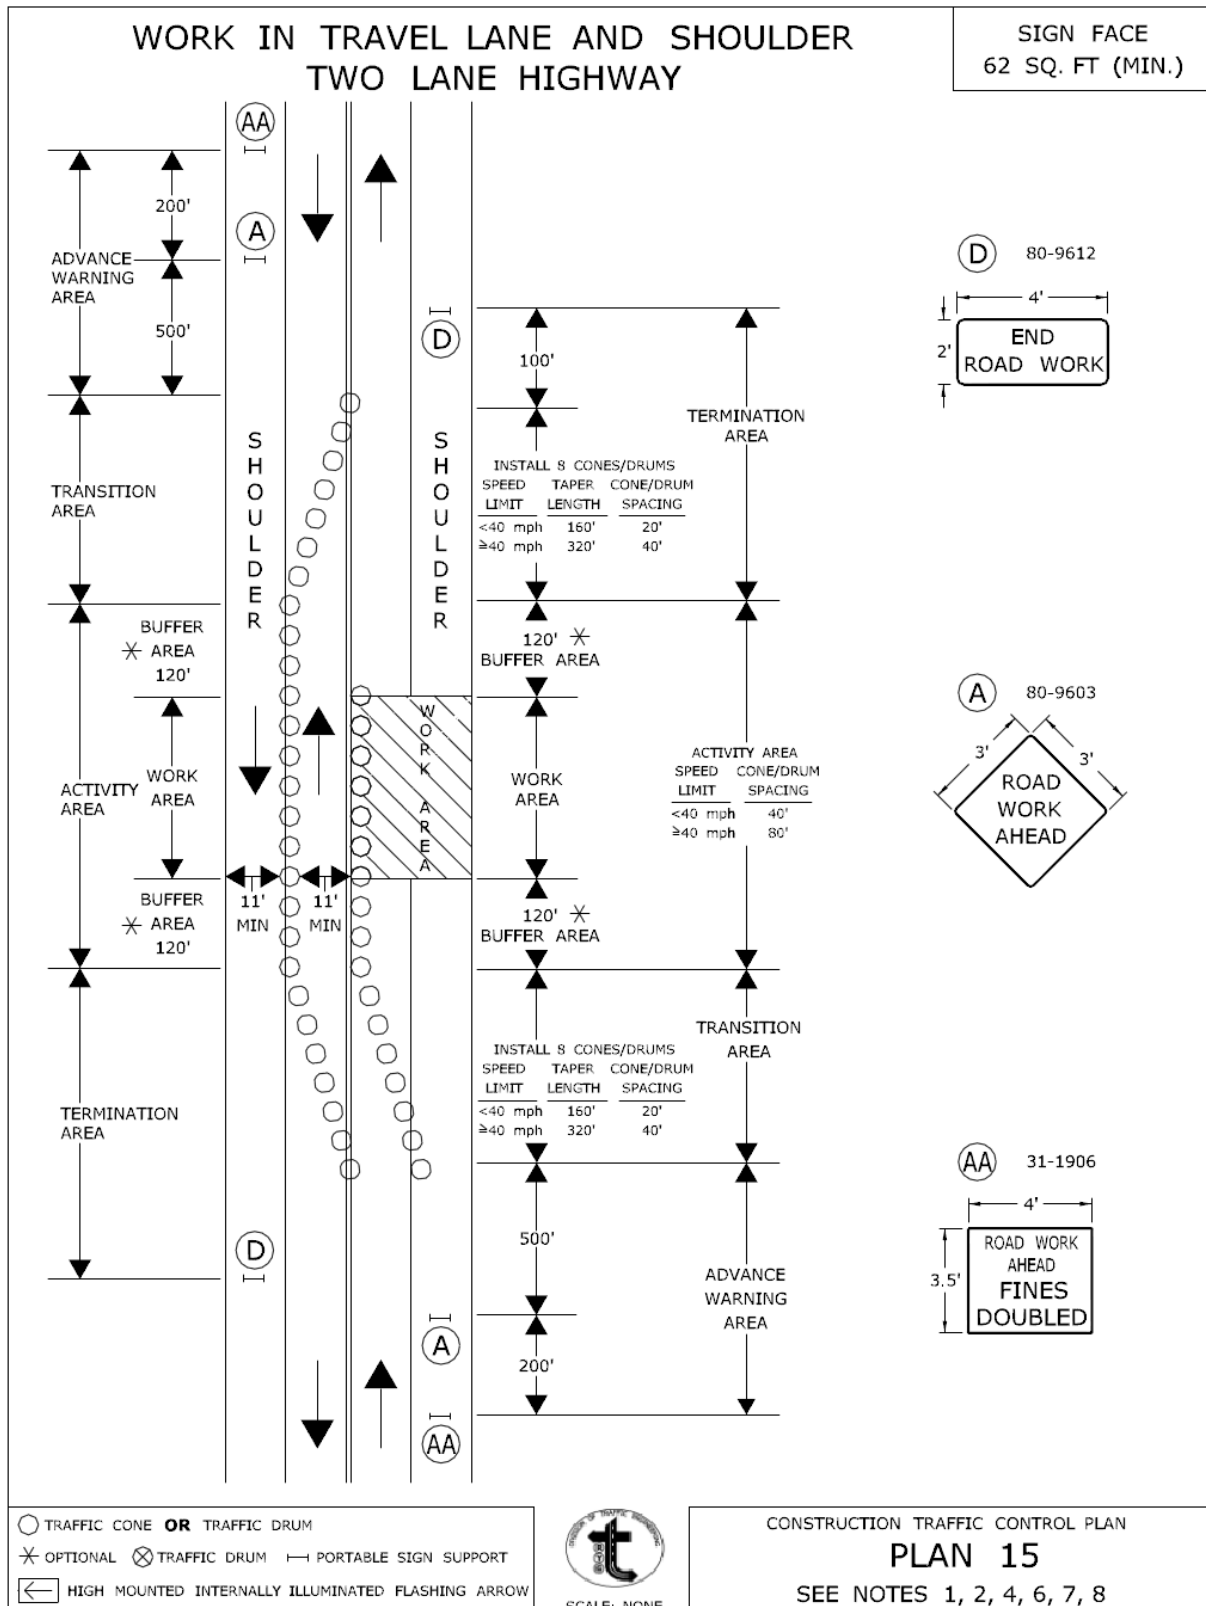 WORK IN TRAVEL LANE AND SHOULDER
TWO LANE HIGHWAY
SIGN FACE
62 SQ. FT (MIN.)
AA
200'
A
ADVANCE
WARNING
AREA
500'
D
100'
TERMINATION
AREA
SHOULDER
SHOULDER
TRANSITION
AREA
INSTALL 8 CONES/DRUMS
SPEED TAPER CONE/DRUM
LIMIT LENGTH SPACING
<40 mph 160' 20'
≥40 mph 320' 40'
BUFFER
* AREA
120'
120' *
BUFFER AREA
ACTIVITY
AREA
WORK
AREA
WORK AREA
WORK
AREA
ACTIVITY AREA
SPEED CONE/DRUM
LIMIT SPACING
<40 mph 40'
≥40 mph 80'
BUFFER
* AREA
120'
11'
MIN
11'
MIN
120' *
BUFFER AREA
TRANSITION
AREA
INSTALL 8 CONES/DRUMS
SPEED TAPER CONE/DRUM
LIMIT LENGTH SPACING
<40 mph 160' 20'
≥40 mph 320' 40'
TERMINATION
AREA
D
500'
ADVANCE
WARNING
AREA
A
200'
AA
D 80-9612
4'
2'
END
ROAD WORK
A 80-9603
3' 3'
ROAD
WORK
AHEAD
AA 31-1906
4'
3.5'
ROAD WORK
AHEAD
FINES
DOUBLED
TRAFFIC CONE OR TRAFFIC DRUM
* OPTIONAL TRAFFIC DRUM PORTABLE SIGN SUPPORT
HIGH MOUNTED INTERNALLY ILLUMINATED FLASHING ARROW
DIVISION OF TRAFFIC ENGINEERING
t
SCALE: NONE
CONSTRUCTION TRAFFIC CONTROL PLAN
PLAN 15
SEE NOTES 1, 2, 4, 6, 7, 8